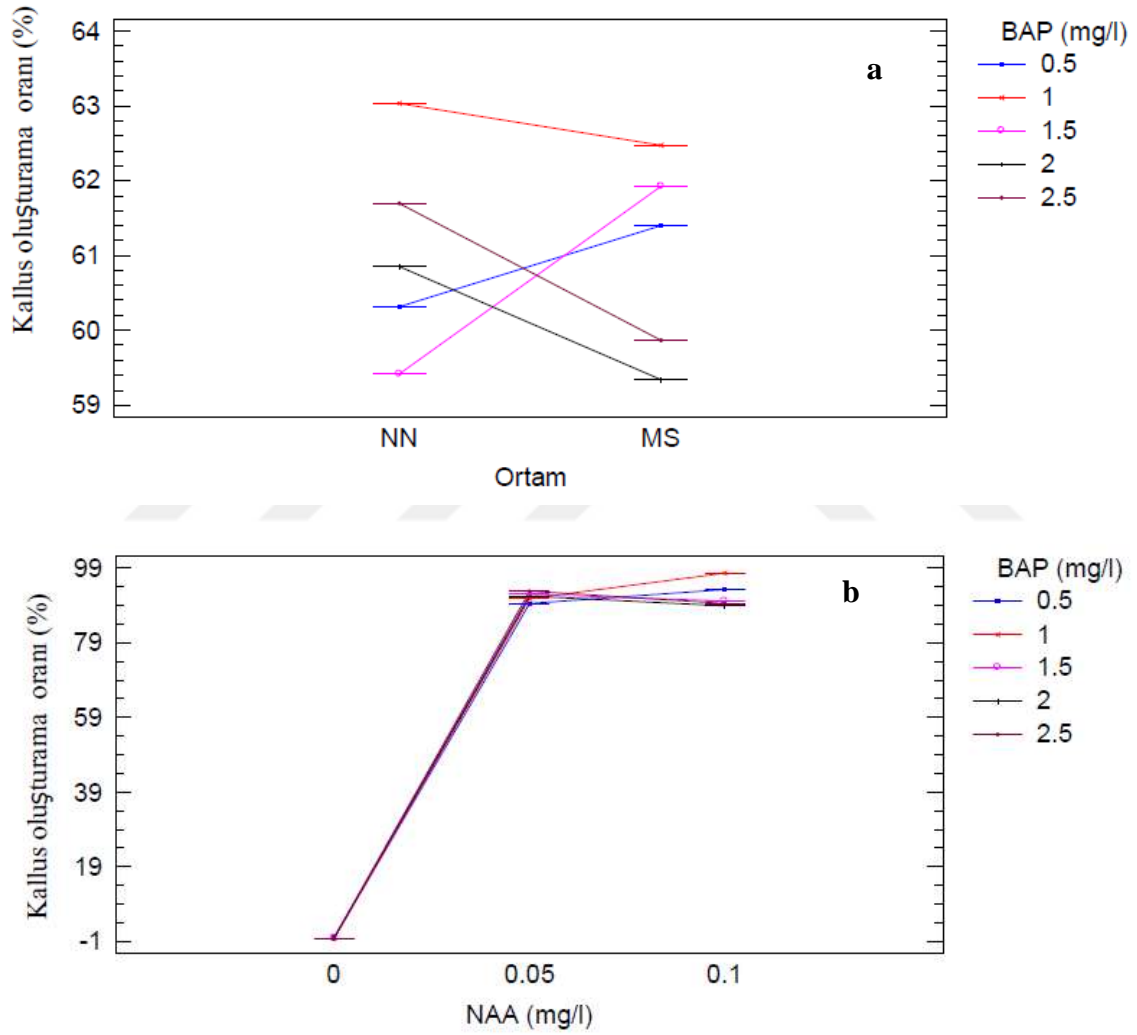 Kallus oluşturama oranı (%)
64
63
62
61
60
59
NN
MS
Ortam
a
BAP (mg/l)
0.5
1
1.5
2
2.5
Kallus oluşturama oranı (%)
99
79
59
39
19
-1
0
0.05
0.1
NAA (mg/l)
b
BAP (mg/l)
0.5
1
1.5
2
2.5